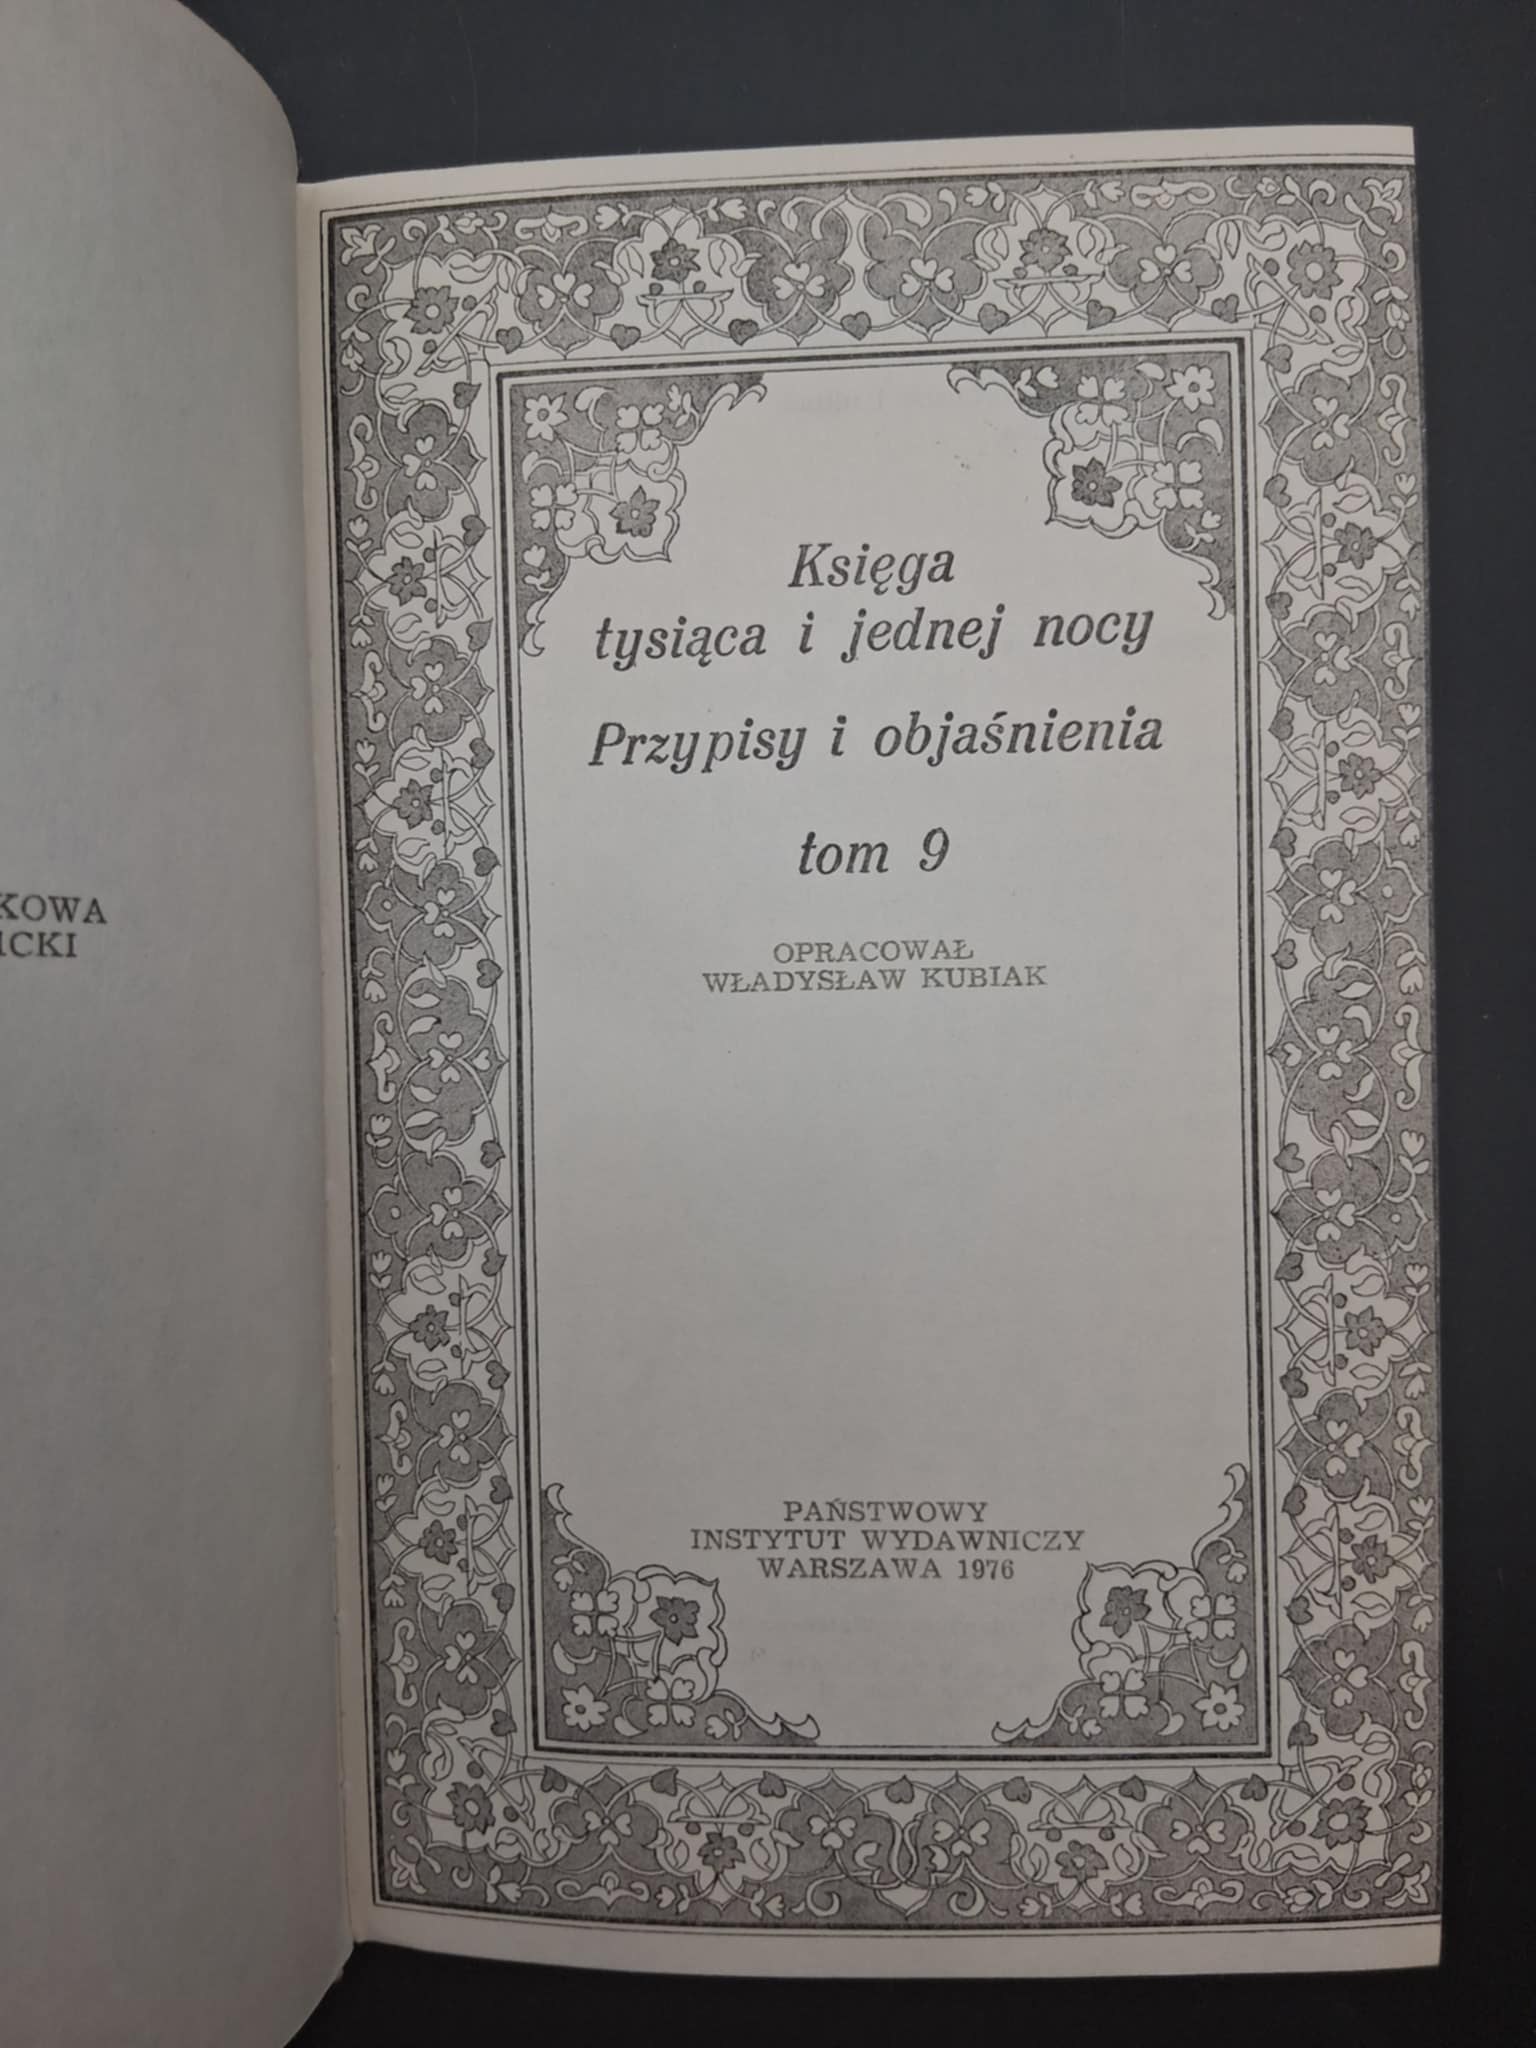 KOWA
ICKI
Księga
tysiąca i jednej nocy
Przypisy i objaśnienia
tom 9
OPRACOWAŁ
WŁADYSŁAW KUBIAK
PAŃSTWOWY
INSTYTUT WYDAWNICZY
WARSZAWA 1976